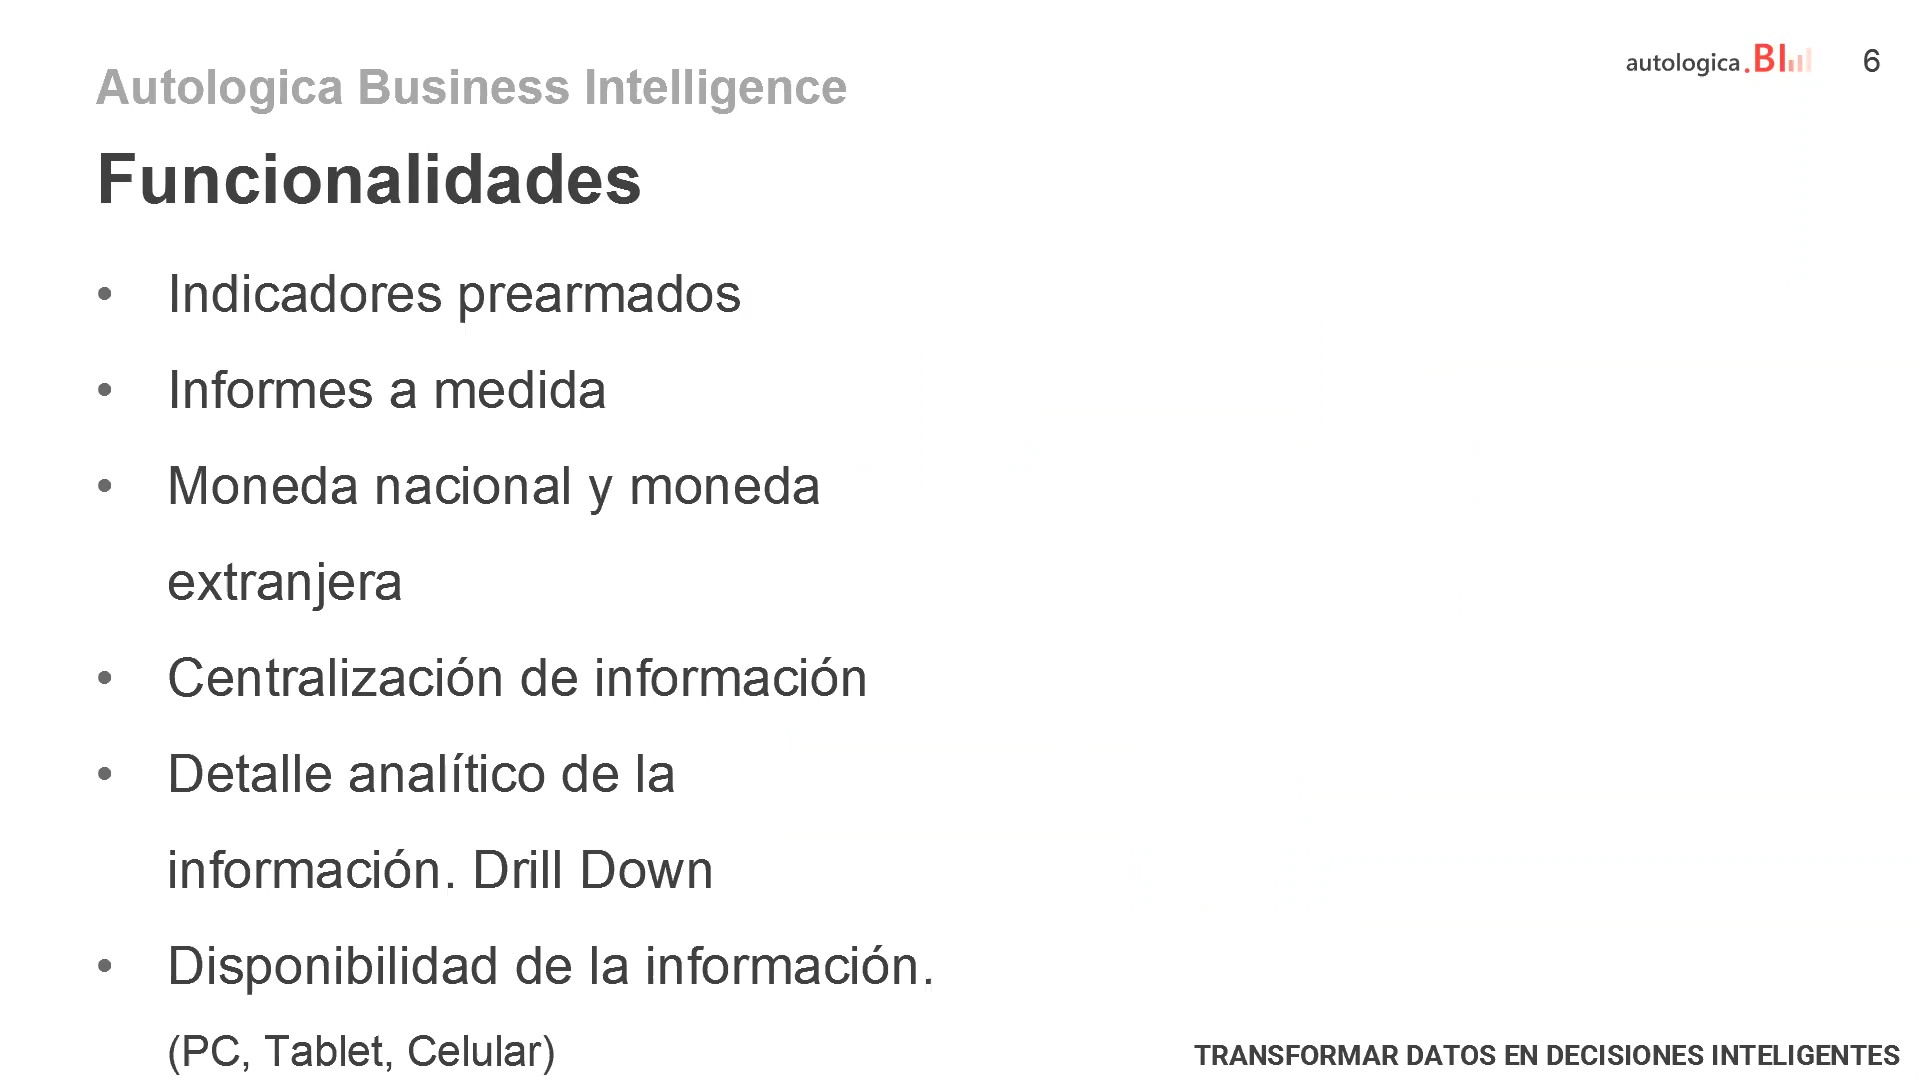 autologica.BI
6
Autologica Business Intelligence
Funcionalidades
• Indicadores prearmados
• Informes a medida
• Moneda nacional y moneda
extranjera
• Centralización de información
• Detalle analítico de la
información. Drill Down
• Disponibilidad de la información.
(PC, Tablet, Celular)
TRANSFORMAR DATOS EN DECISIONES INTELIGENTES